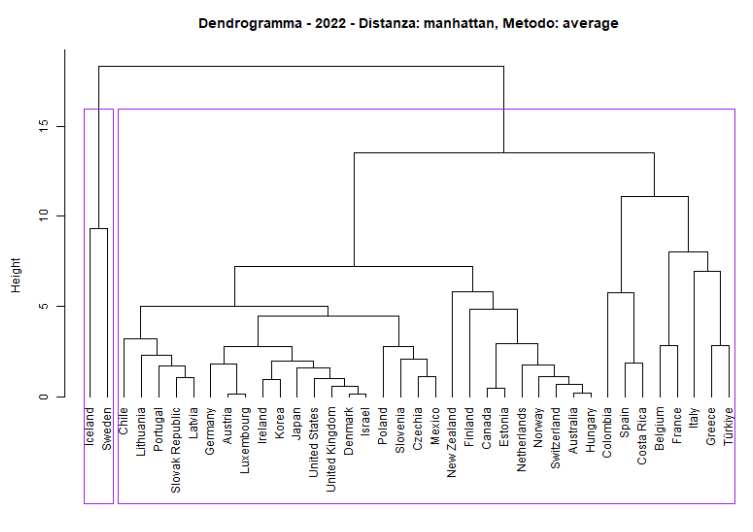 Dendrogramma - 2022 - Distanza: manhattan, Metodo: average
Height
15
10
5
0
Iceland
Sweden
Chile
Lithuania
Portugal
Slovak Republic
Latvia
Germany
Austria
Luxembourg
Ireland
Korea
Japan
United States
United Kingdom
Denmark
Israel
Poland
Slovenia
Czechia
Mexico
New Zealand
Finland
Canada
Estonia
Netherlands
Norway
Switzerland
Australia
Hungary
Colombia
Spain
Costa Rica
Belgium
France
Italy
Greece
Türkiye